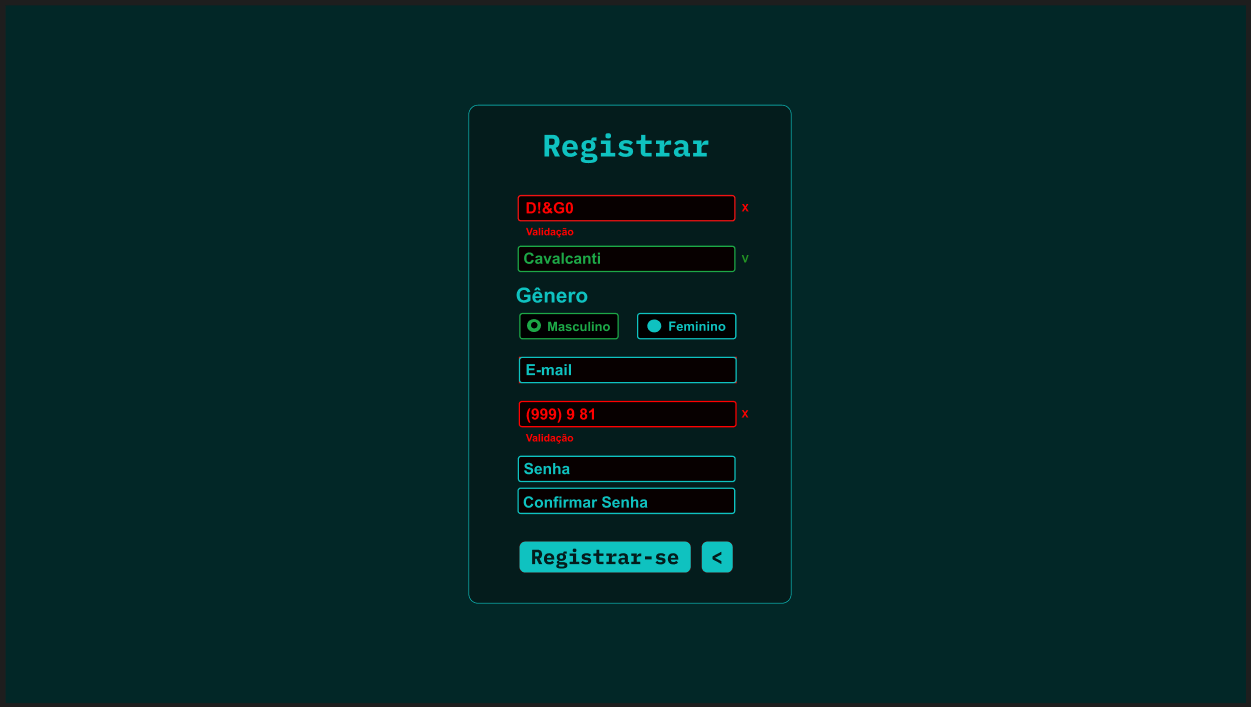 Registrar
D!&G0 X
Validação
Cavalcanti V
Gênero
Masculino Feminino
E-mail
(999) 9 81 X
Validação
Senha
Confirmar Senha
Registrar-se <